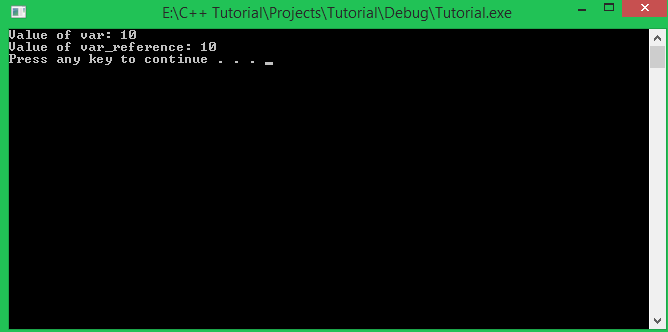 E:\C++ Tutorial\Projects\Tutorial\Debug\Tutorial.exe
Value of var: 10
Value of var_reference: 10
Press any key to continue . . . _